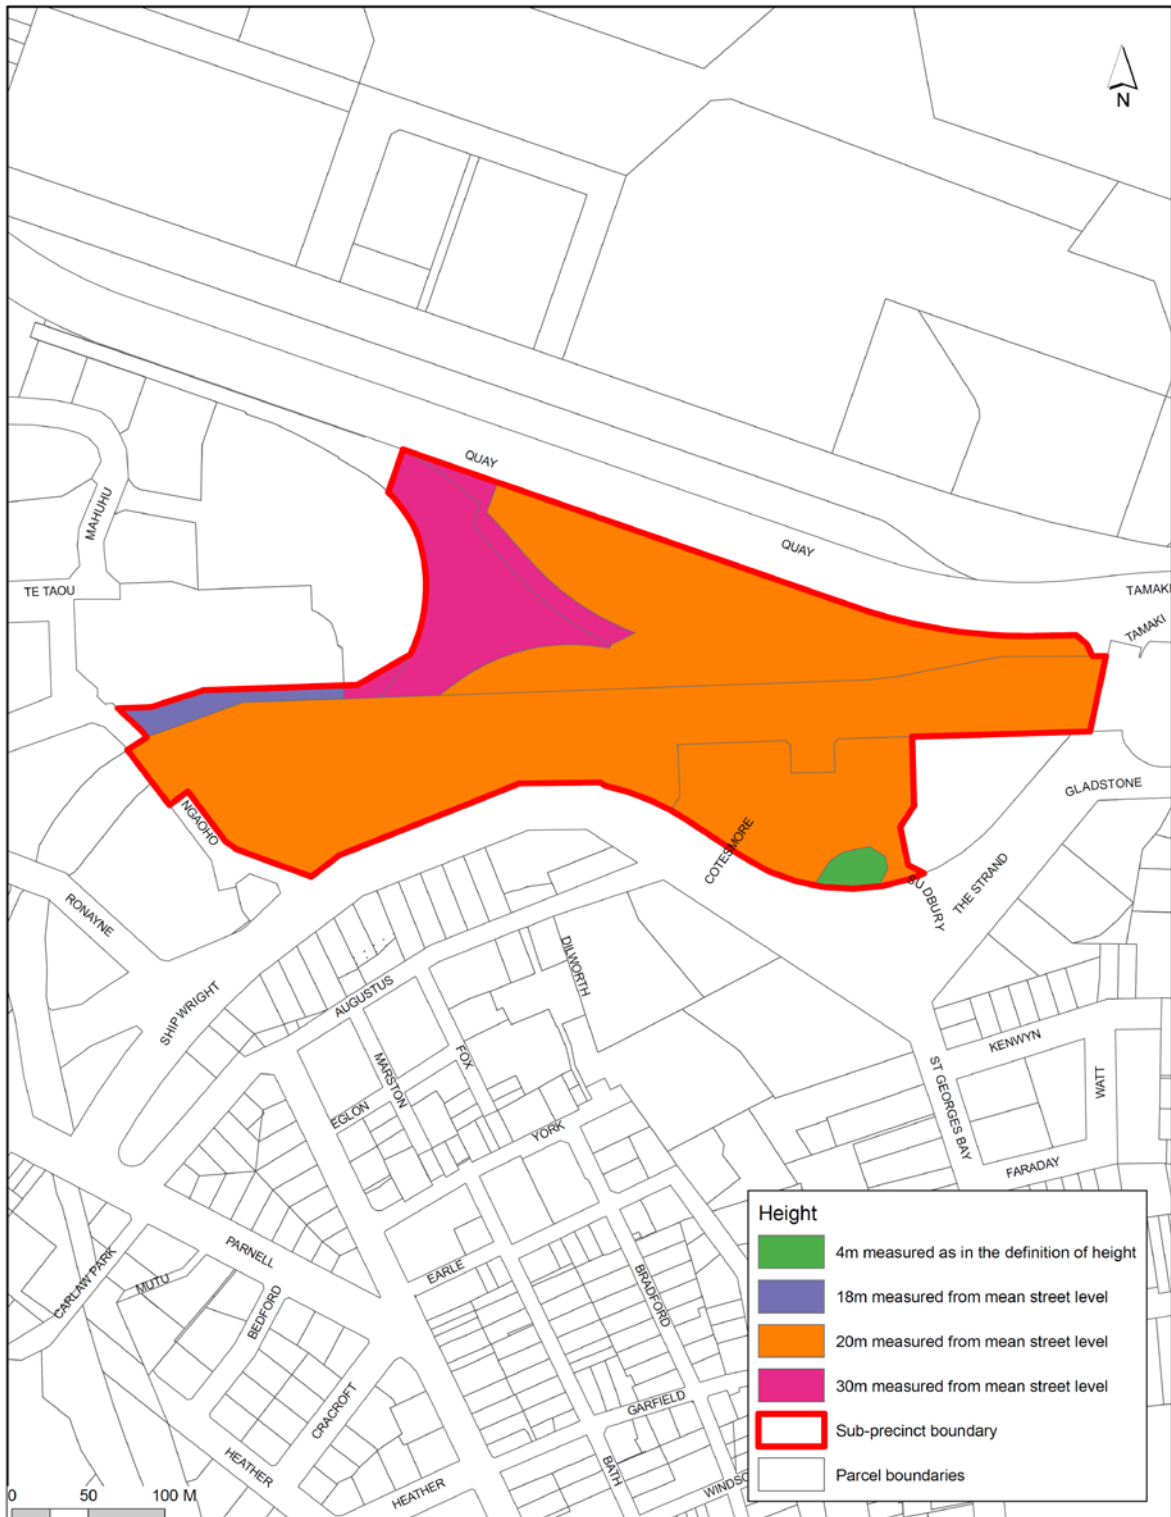 N
QUAY
QUAY
MAHUHU
TE TAOU
TAMAKI
TAMAKI
GLADSTONE
NGAOHO
COTESMORE
SUDBURY
THE STRAND
RONAYNE
SHIPWRIGHT
AUGUSTUS
DILWORTH
FOX
MARSTON
EGLON
YORK
KENWYN
WATT
ST GEORGES BAY
FARADAY
PARNELL
CARLAW PARK
MUTU
BEDFORD
EARLE
BRADFORD
CRACROFT
GARFIELD
HEATHER
HEATHER
BATH
WINDSO
Height
4m measured as in the definition of height
18m measured from mean street level
20m measured from mean street level
30m measured from mean street level
Sub-precinct boundary
Parcel boundaries
0 50 100 M